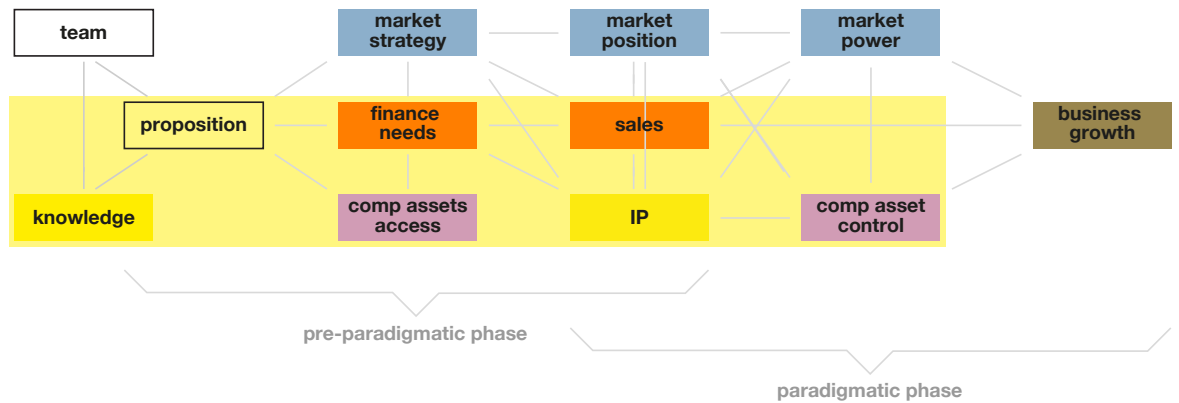 team
market
strategy
market
position
market
power
proposition
finance
needs
sales
business
growth
knowledge
comp assets
access
IP
comp asset
control
pre-paradigmatic phase
paradigmatic phase